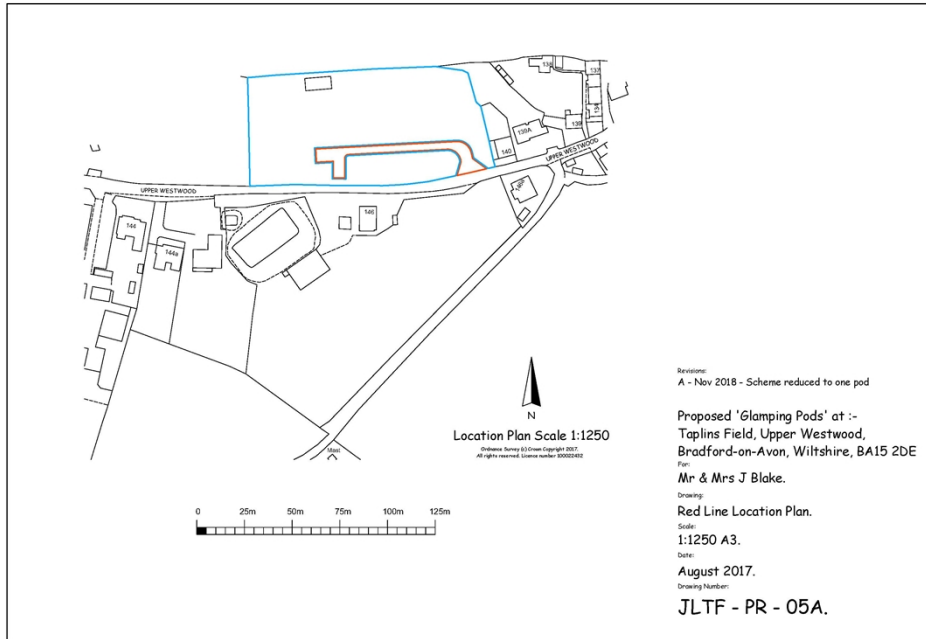 138
137
134
139
139A
140
UPPER WESTWOOD
UPPER WESTWOOD
146
144
144a
Mast
N
Location Plan Scale 1:1250
Ordnance Survey (c) Crown Copyright 2017.
All rights reserved. Licence number 100022432
0 25m 50m 75m 100m 125m
Revisions:
A - Nov 2018 - Scheme reduced to one pod
Proposed 'Glamping Pods' at :-
Taplins Field, Upper Westwood,
Bradford-on-Avon, Wiltshire, BA15 2DE
For:
Mr & Mrs J Blake.
Drawing:
Red Line Location Plan.
Scale:
1:1250 A3.
Date:
August 2017.
Drawing Number:
JLTF - PR - 05A.